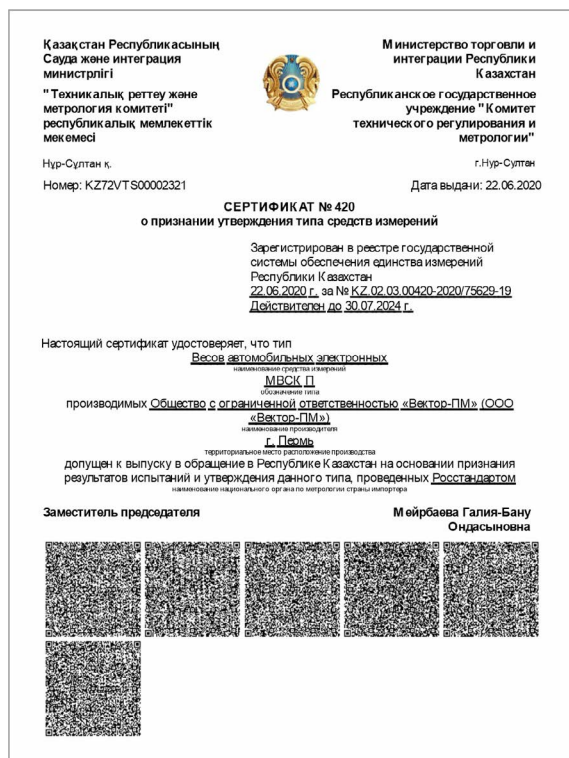 Қазақстан Республикасының
Сауда және интеграция
министрлігі
"Техникалық реттеу және
метрология комитеті"
республикалық мемлекеттік
мекемесі
Министерство торговли и
интеграции Республики
Казахстан
Республиканское государственное
учреждение "Комитет
технического регулирования и
метрологии"
Нұр-Сұлтан қ.
г.Нур-Султан
Номер: KZ72VTS00002321
Дата выдачи: 22.06.2020
СЕРТИФИКАТ № 420
о признании утверждения типа средств измерений
Зарегистрирован в реестре государственной
системы обеспечения единства измерений
Республики Казахстан
22.06.2020 г. за № KZ.02.03.00420-2020/75629-19
Действителен до 30.07.2024 г.
Настоящий сертификат удостоверяет, что тип
Весов автомобильных электронных
наименование средства измерений
МВСК П
обозначение типа
производимых Общество с ограниченной ответственностью «Вектор-ПМ» (ООО
«Вектор-ПМ»)
наименование производителя
г. Пермь
территориальное место расположение производства
допущен к выпуску в обращение в Республике Казахстан на основании признания
результатов испытаний и утверждения данного типа, проведенных Росстандартом
наименование национального органа по метрологии страны импортера
Заместитель председателя
Мейрбаева Галия-Бану
Ондасыновна